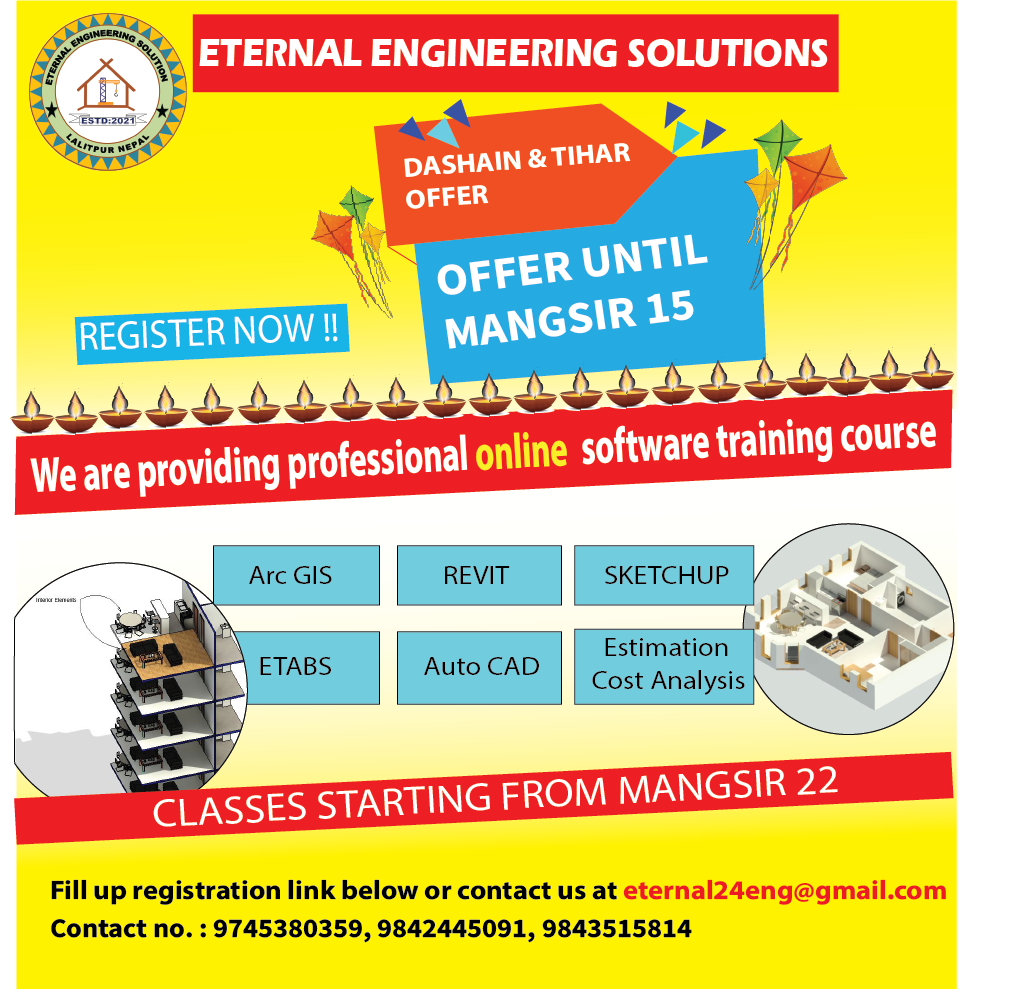 ETERNAL ENGINEERING SOLUTION
ESTD:2021
LALITPUR NEPAL
ETERNAL ENGINEERING SOLUTIONS
DASHAIN & TIHAR
OFFER
OFFER UNTIL
MANGSIR 15
REGISTER NOW !!
We are providing professional online software training course
Arc GIS
REVIT
SKETCHUP
Interior Elements
ETABS
Auto CAD
Estimation
Cost Analysis
CLASSES STARTING FROM MANGSIR 22
Fill up registration link below or contact us at eternal24eng@gmail.com
Contact no. : 9745380359, 9842445091, 9843515814